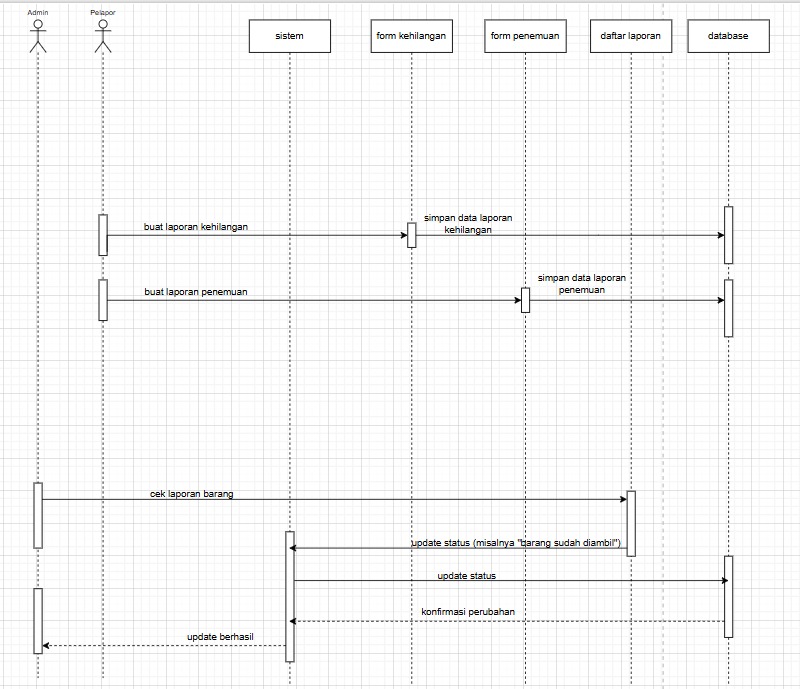 Admin
Pelapor
sistem
form kehilangan
form penemuan
daftar laporan
database
buat laporan kehilangan
simpan data laporan
kehilangan
buat laporan penemuan
simpan data laporan
penemuan
cek laporan barang
update status (misalnya "barang sudah diambil")
update status
konfirmasi perubahan
update berhasil